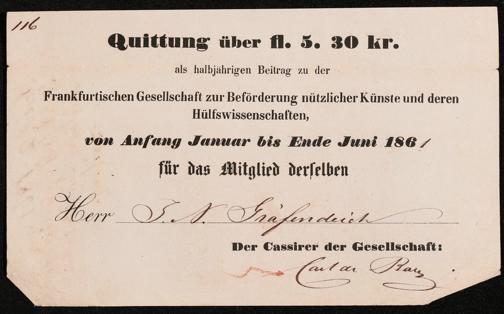 116
Quittung über fl. 5. 30 kr.
als halbjährigen Beitrag zu der
Frankfurtischen Gesellschaft zur Beförderung nützlicher Künste und deren
Hülfswissenschaften,
von Anfang Januar bis Ende Juni 1861
für das Mitglied derſelben
Herr J. N. Gräfendeich
Der Cassirer der Gesellschaft:
Carl de